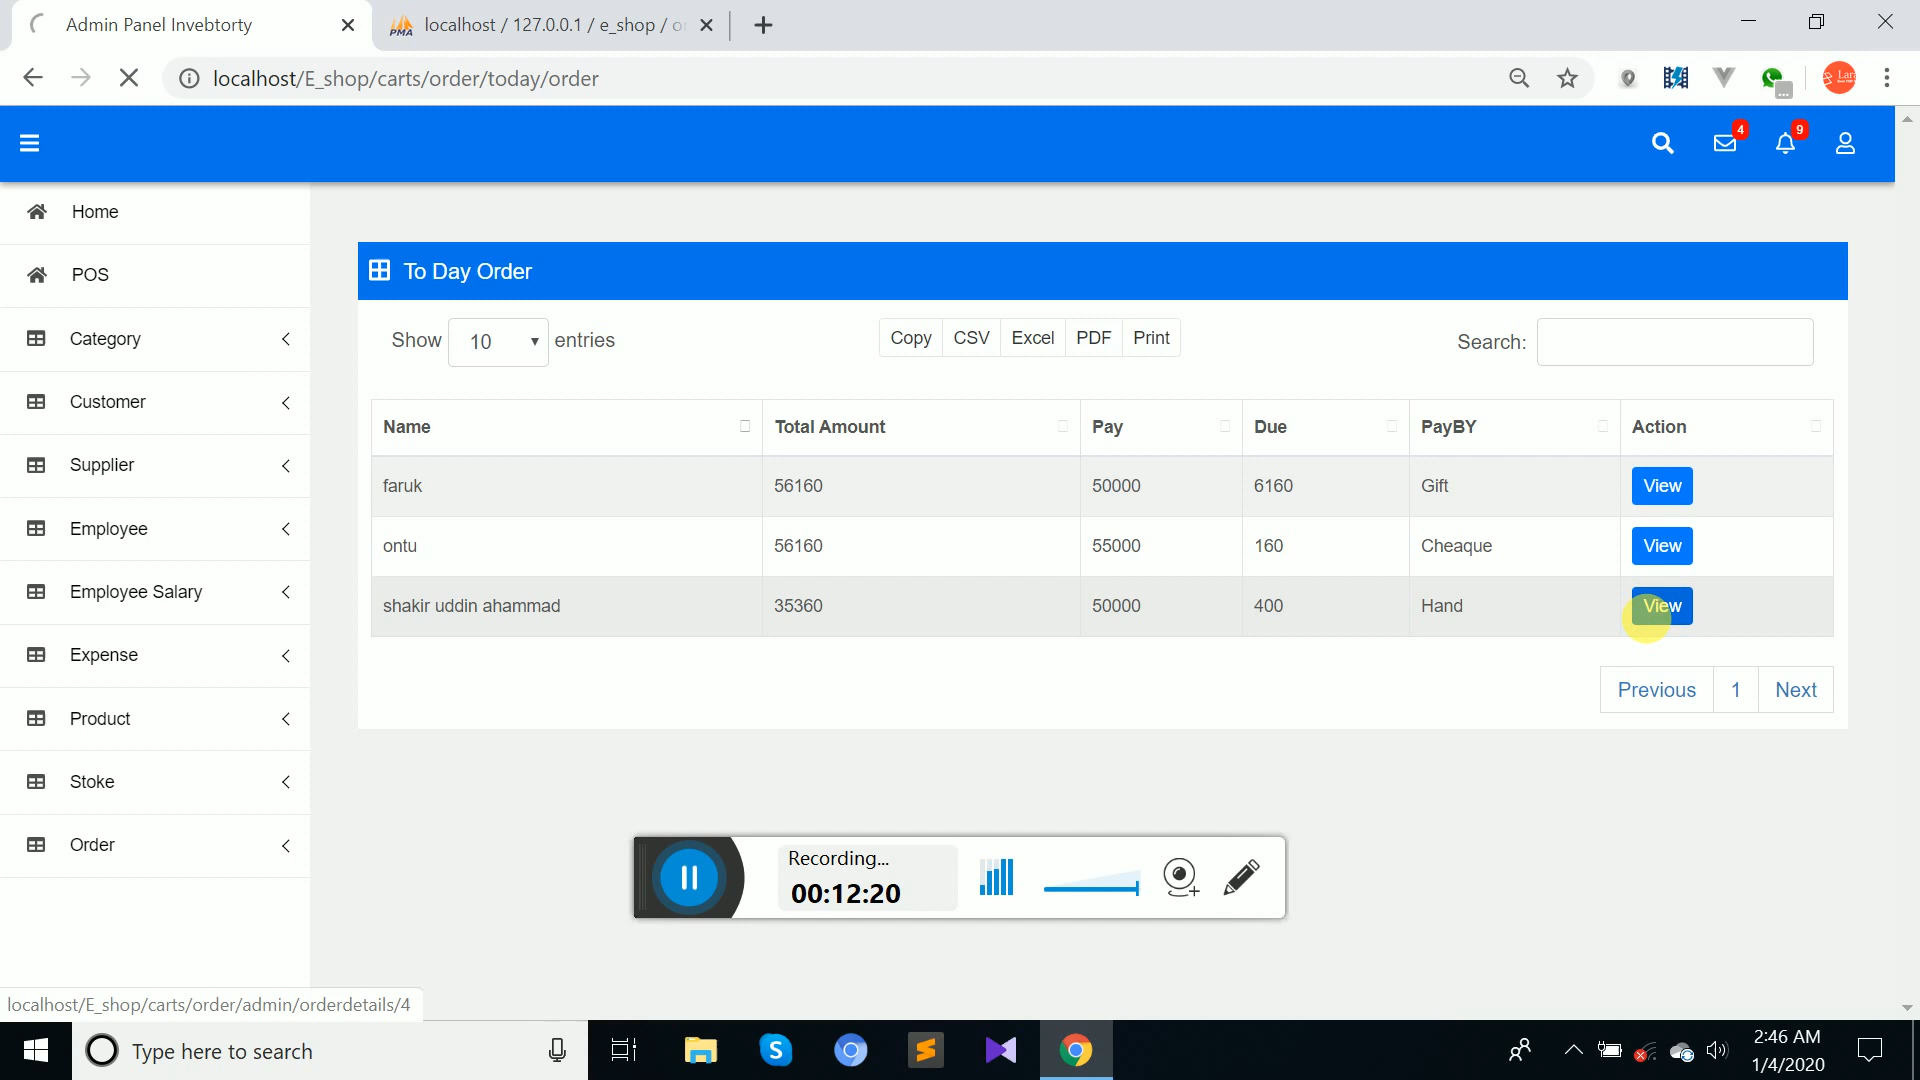 Admin Panel Invebtorty
localhost / 127.0.0.1 / e_shop / o
localhost/E_shop/carts/order/today/order
4
9
Home
POS
Category
Customer
Supplier
Employee
Employee Salary
Expense
Product
Stoke
Order
To Day Order
Show 10 entries
Copy CSV Excel PDF Print
Search:
Name Total Amount Pay Due PayBY Action
faruk 56160 50000 6160 Gift View
ontu 56160 55000 160 Cheaque View
shakir uddin ahammad 35360 50000 400 Hand View
Previous 1 Next
Recording...
00:12:20
localhost/E_shop/carts/order/admin/orderdetails/4
Type here to search
2:46 AM
1/4/2020